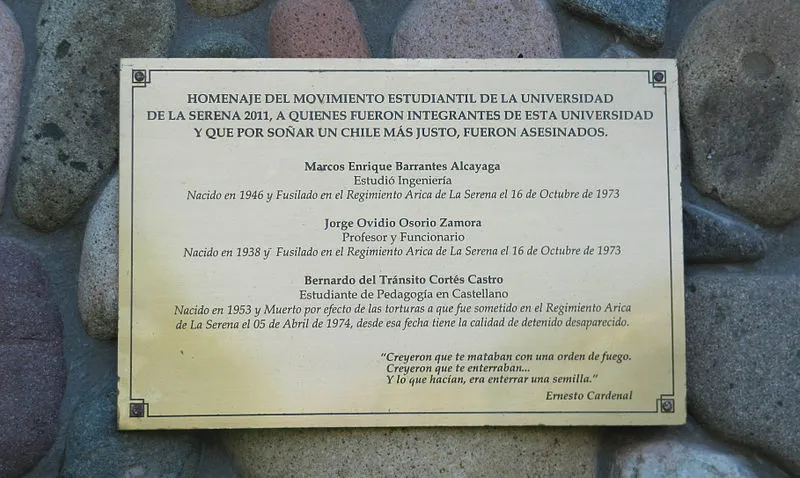 HOMENAJE DEL MOVIMIENTO ESTUDIANTIL DE LA UNIVERSIDAD
DE LA SERENA 2011, A QUIENES FUERON INTEGRANTES DE ESTA UNIVERSIDAD
Y QUE POR SOÑAR UN CHILE MÁS JUSTO, FUERON ASESINADOS.
Marcos Enrique Barrantes Alcayaga
Estudió Ingeniería
Nacido en 1946 y Fusilado en el Regimiento Arica de La Serena el 16 de Octubre de 1973
Jorge Ovidio Osorio Zamora
Profesor y Funcionario
Nacido en 1938 y Fusilado en el Regimiento Arica de La Serena el 16 de Octubre de 1973
Bernardo del Tránsito Cortés Castro
Estudiante de Pedagogía en Castellano
Nacido en 1953 y Muerto por efecto de las torturas a que fue sometido en el Regimiento Arica
de La Serena el 05 de Abril de 1974, desde esa fecha tiene la calidad de detenido desaparecido.
"Creyeron que te mataban con una orden de fuego.
Creyeron que te enterraban...
Y lo que hacían, era enterrar una semilla."
Ernesto Cardenal